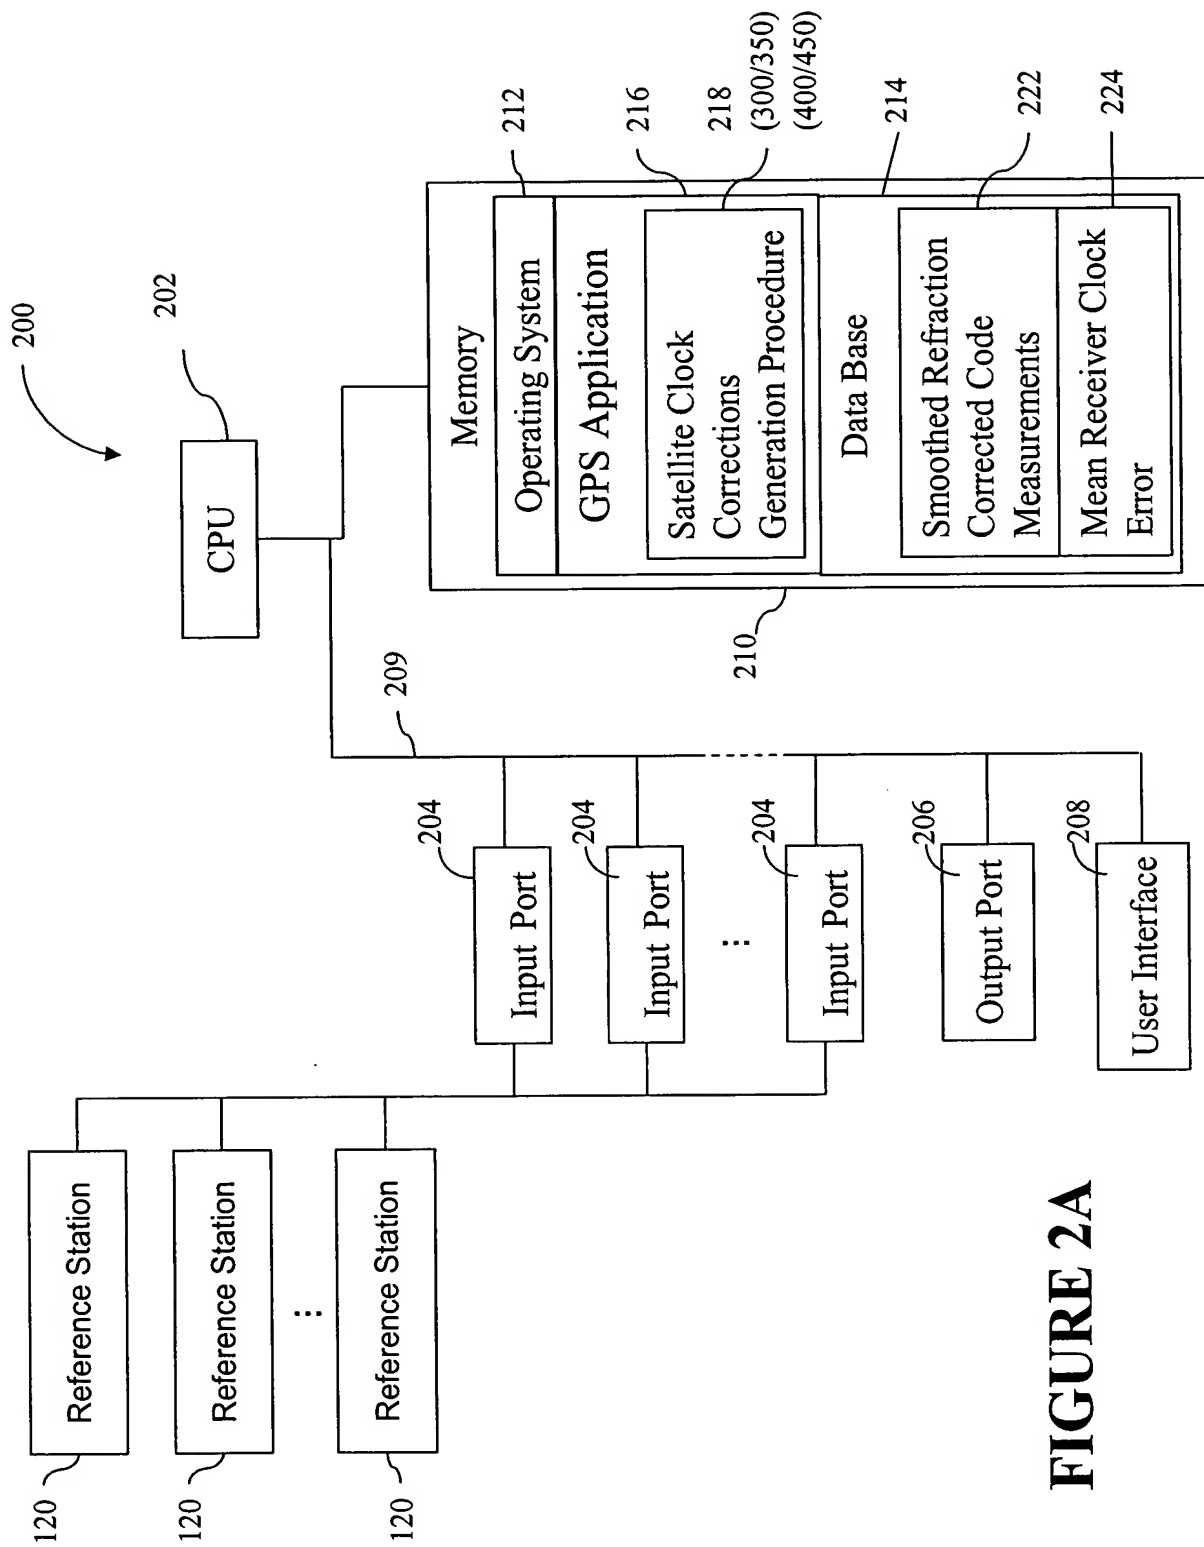 200
202
CPU
209
120
Reference Station
120
Reference Station
...
120
Reference Station
204
Input Port
204
Input Port
...
204
Input Port
206
Output Port
208
User Interface
210
Memory
Operating System
212
GPS Application
216
Satellite Clock
Corrections
Generation Procedure
218
(300/350)
(400/450)
Data Base
214
Smoothed Refraction
Corrected Code
Measurements
222
Mean Receiver Clock
Error
224
FIGURE 2A